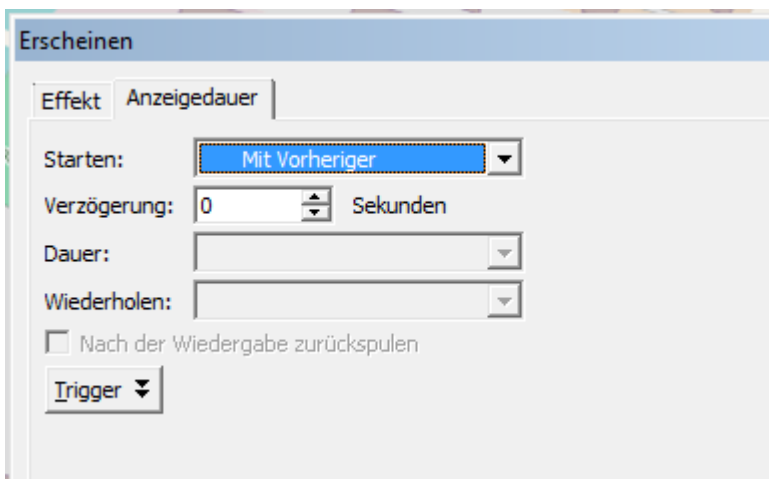 Erscheinen
Effekt Anzeigedauer
Starten: Mit Vorheriger
Verzögerung: 0 Sekunden
Dauer:
Wiederholen:
Nach der Wiedergabe zurückspulen
Trigger